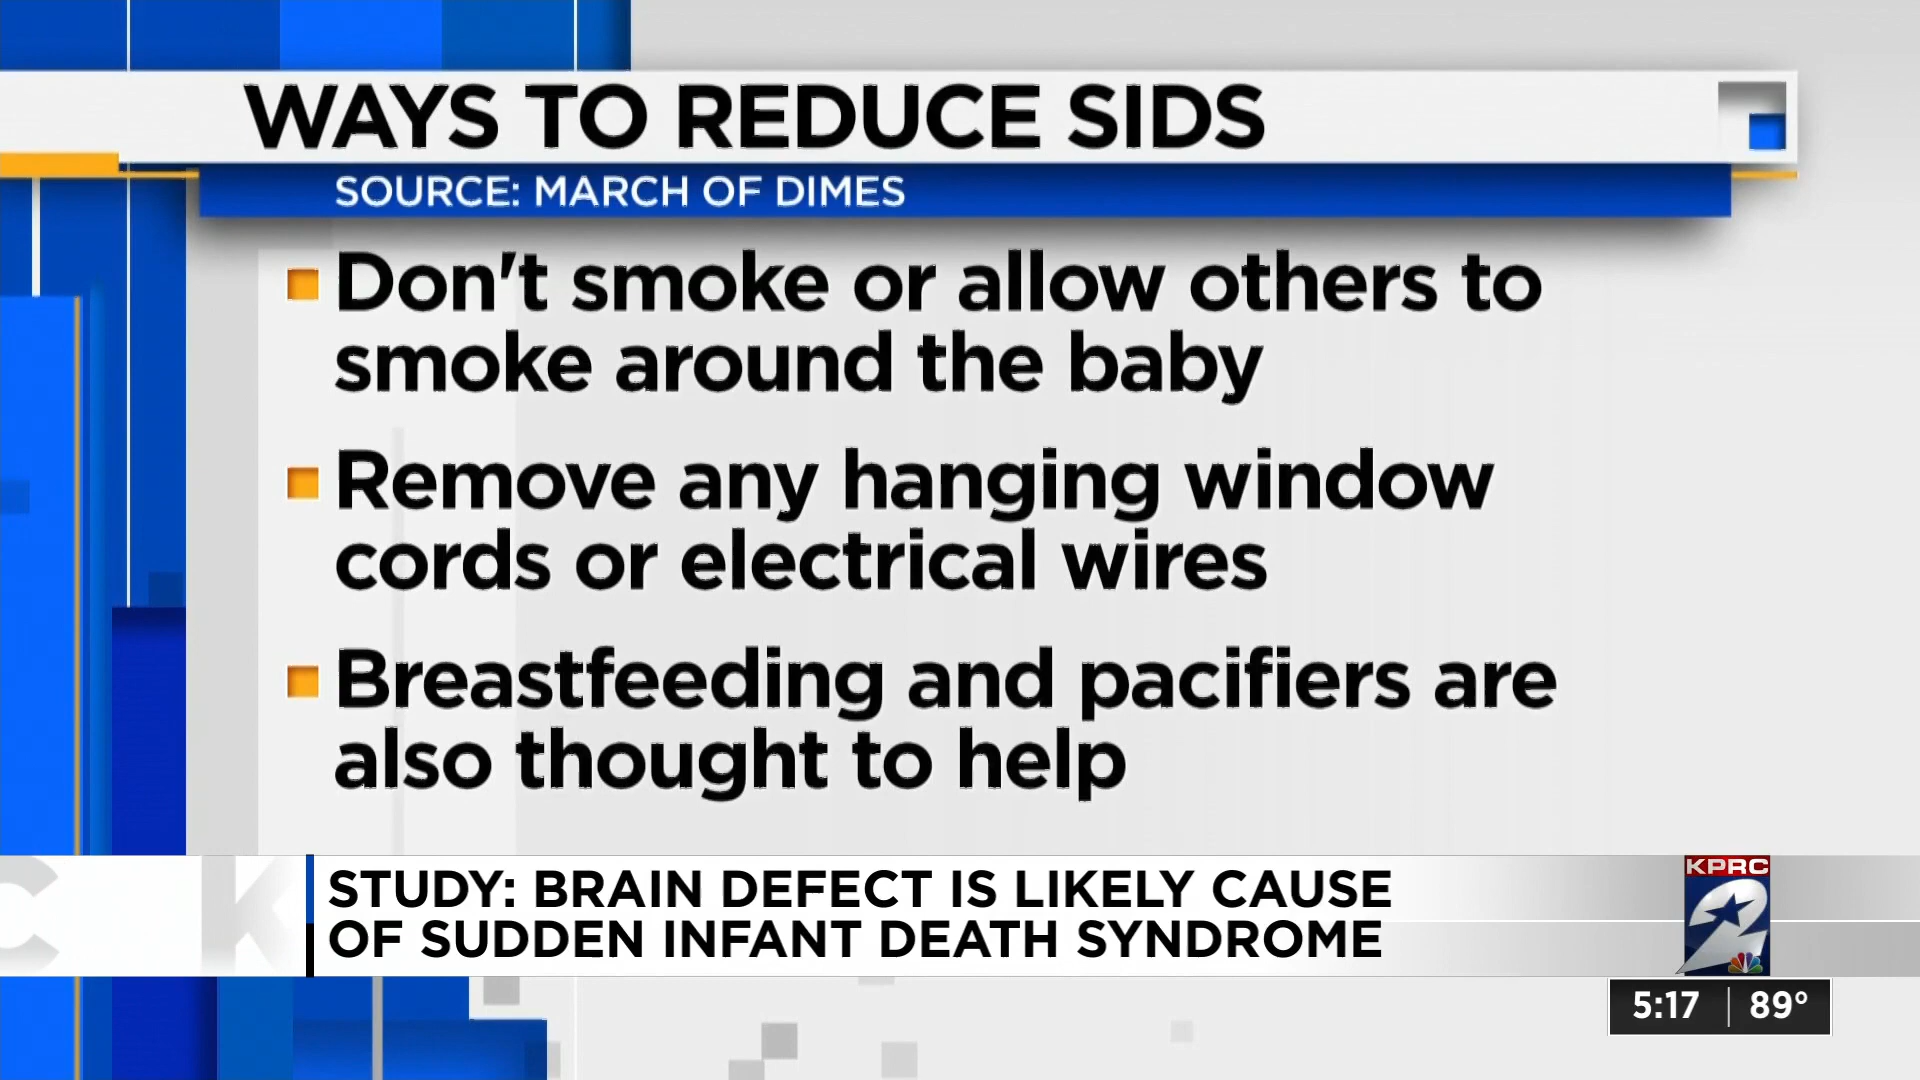 WAYS TO REDUCE SIDS
SOURCE: MARCH OF DIMES
Don't smoke or allow others to
smoke around the baby
Remove any hanging window
cords or electrical wires
Breastfeeding and pacifiers are
also thought to help
C K
STUDY: BRAIN DEFECT IS LIKELY CAUSE
OF SUDDEN INFANT DEATH SYNDROME
KPRC
2
5:17 89°